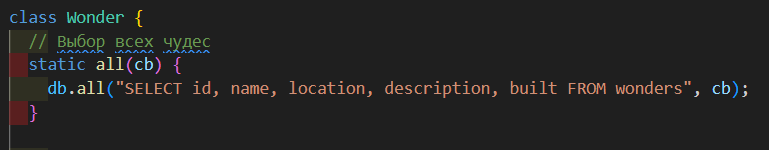 class Wonder {
// Выбор всех чудес
static all(cb) {
db.all("SELECT id, name, location, description, built FROM wonders", cb);
}